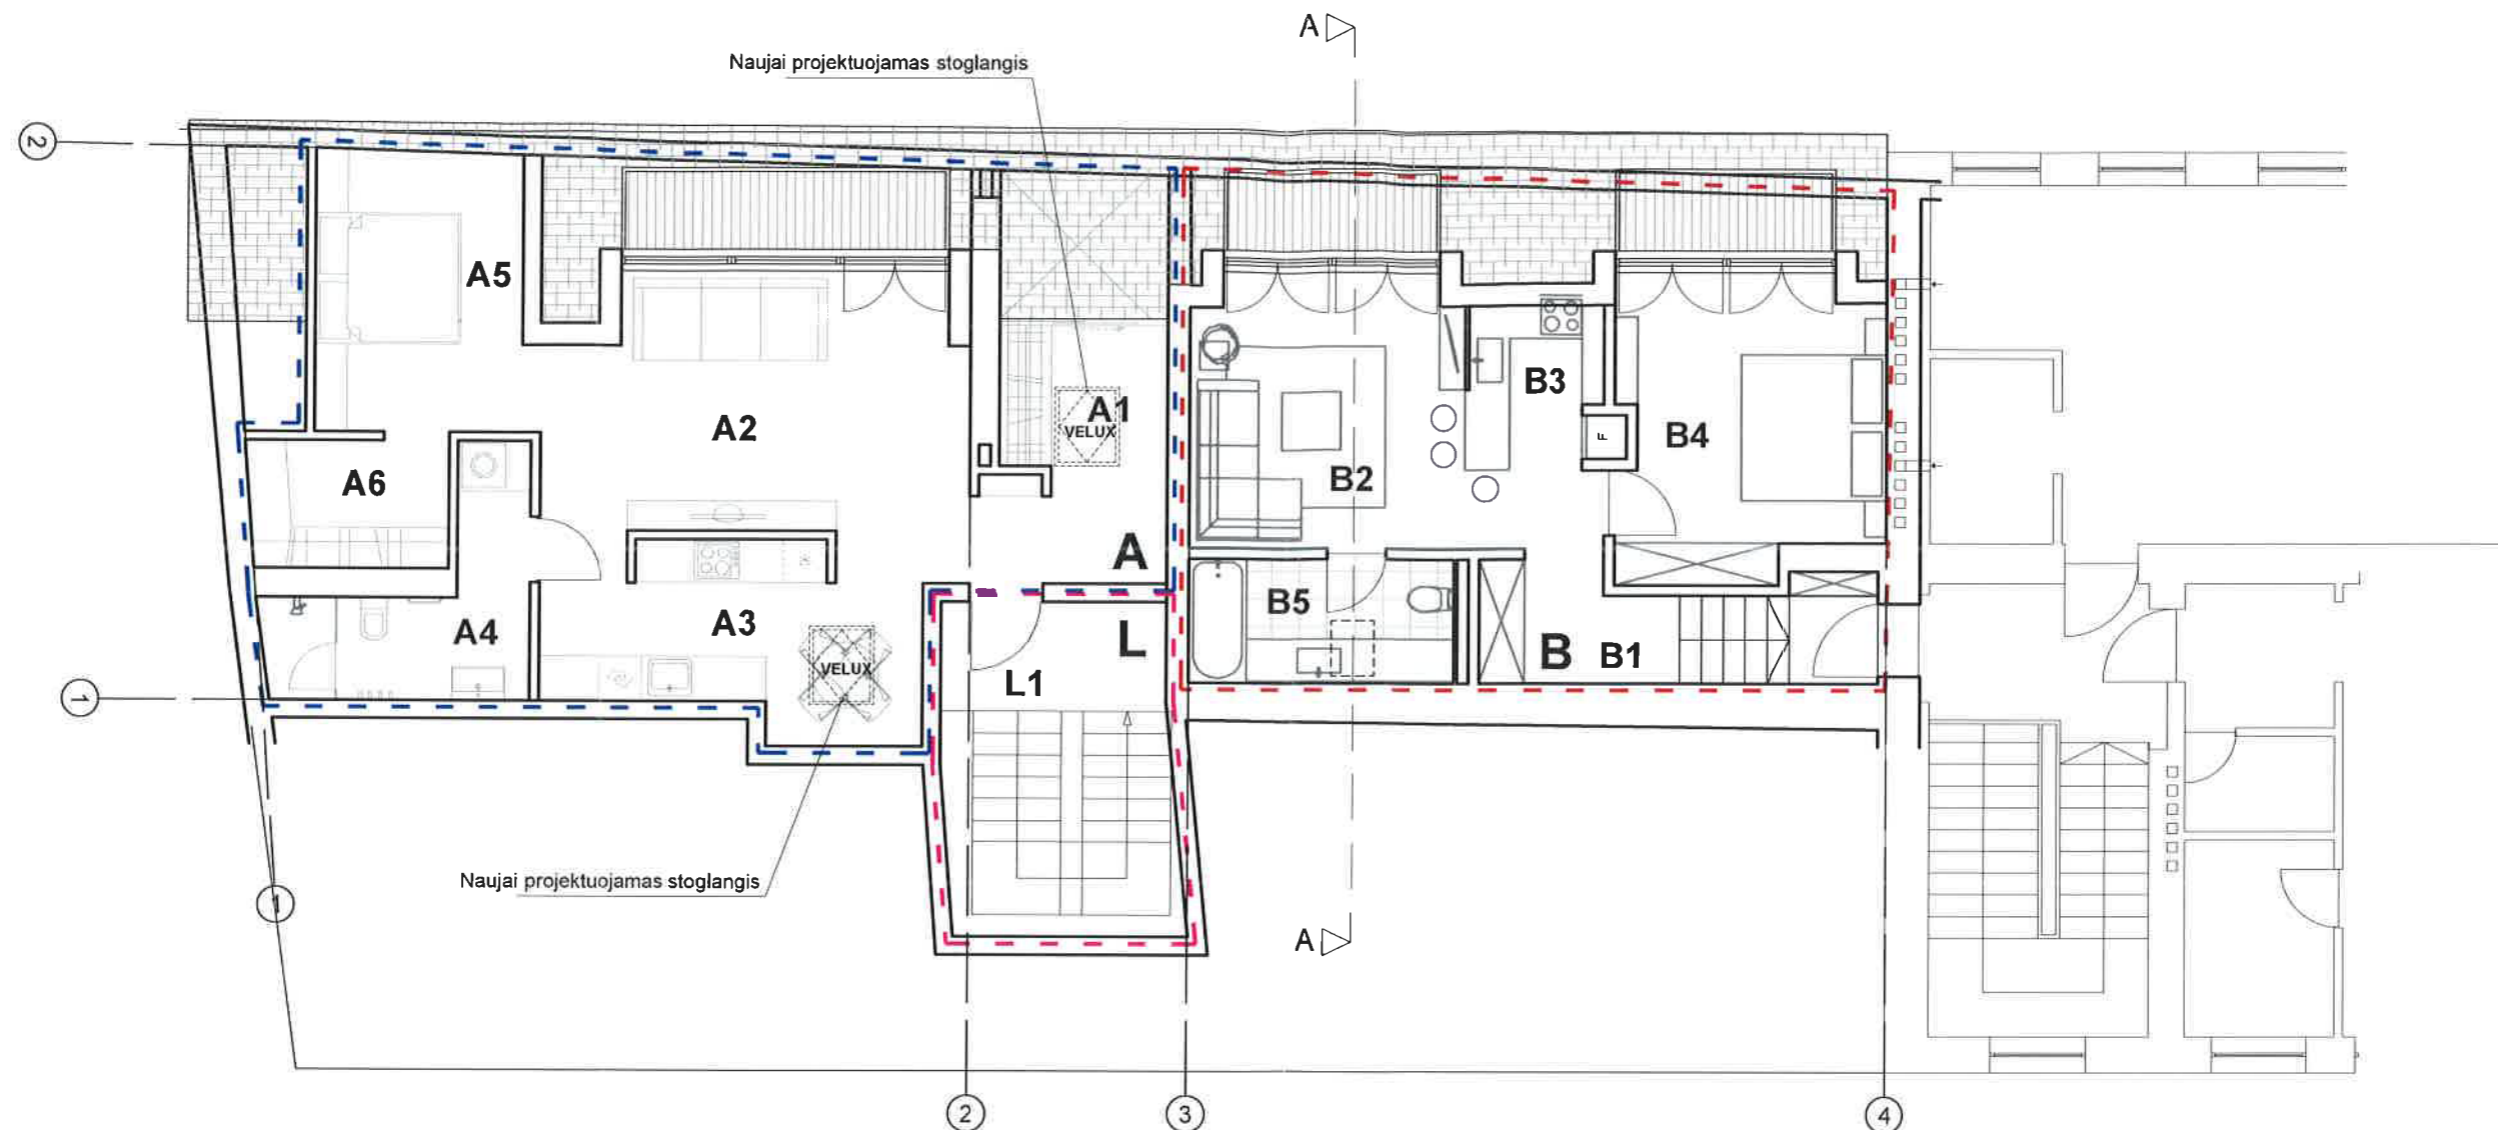 A
Naujai projektuojamas stoglangis
2
A5
A1
VELUX
A2
B3
B4
F
B2
A6
A
B5
A3
A4
L
B
B1
VELUX
L1
1
Naujai projektuojamas stoglangis
1
A
2
3
4